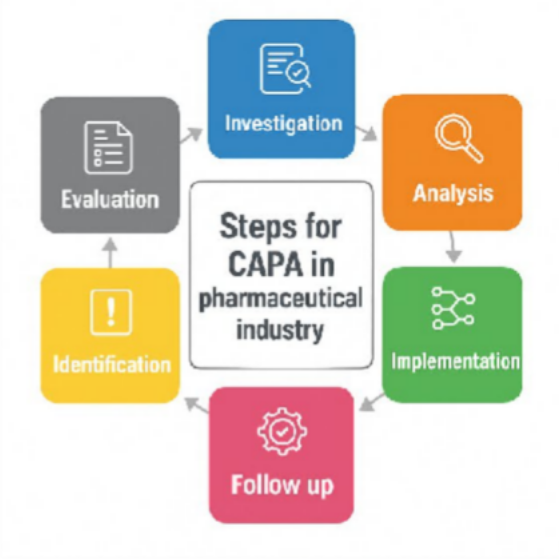 Investigation
Analysis
Evaluation
Steps for
CAPA in
pharmaceutical
industry
Identification
Implementation
Follow up